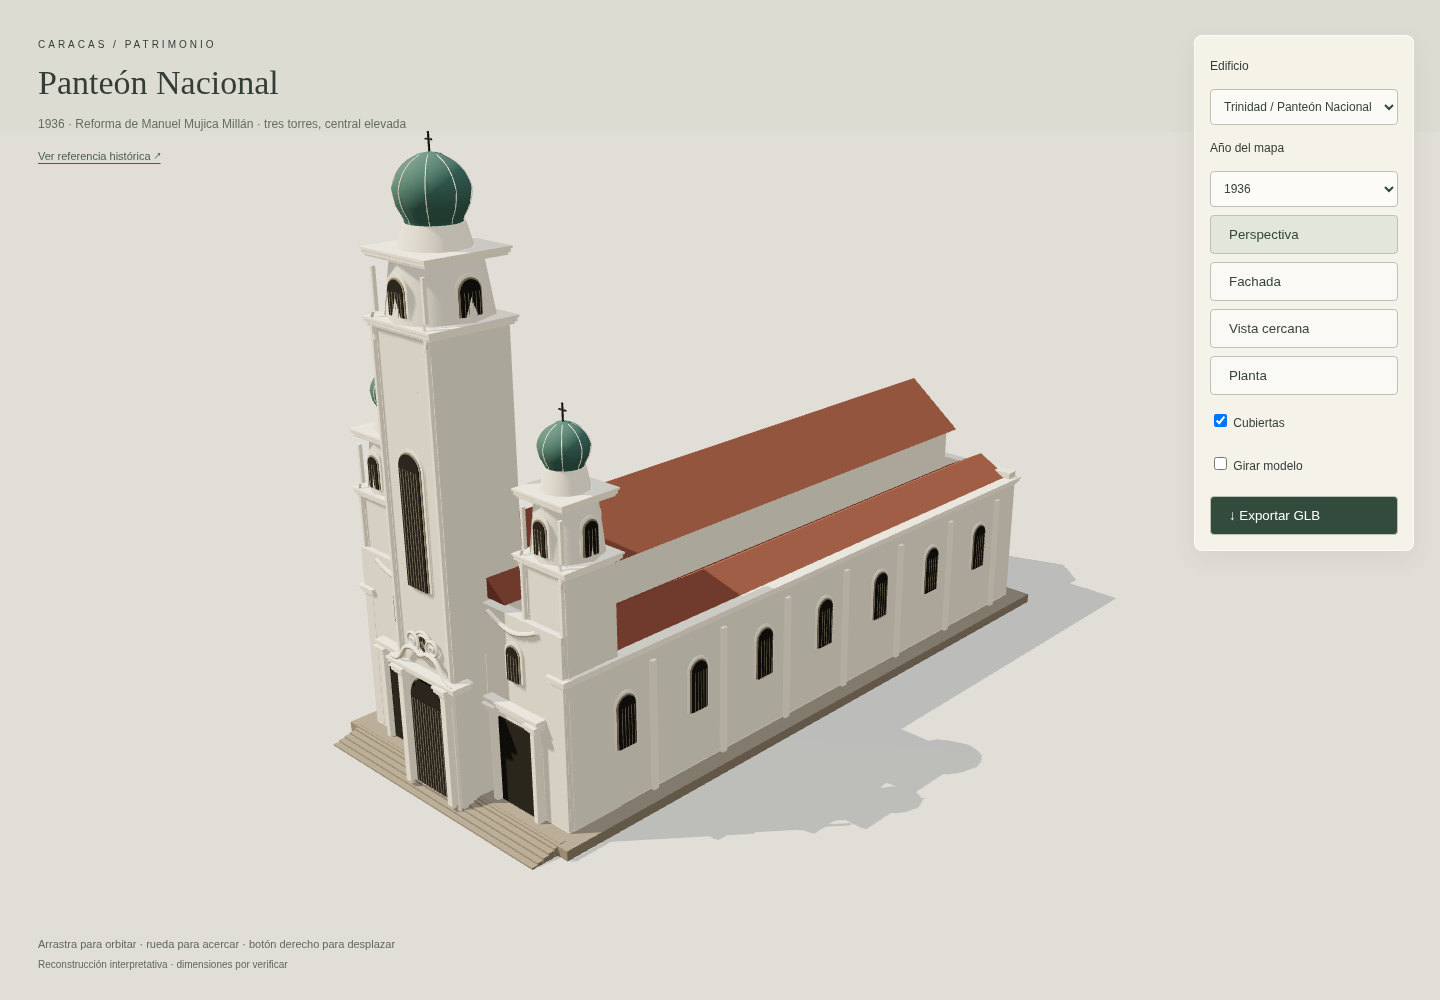 CARACAS / PATRIMONIO
Panteón Nacional
1936 · Reforma de Manuel Mujica Millán · tres torres, central elevada
Ver referencia histórica ↗
Edificio
Trinidad / Panteón Nacional
Año del mapa
1936
Perspectiva
Fachada
Vista cercana
Planta
Cubiertas
Girar modelo
↓ Exportar GLB
Arrastra para orbitar · rueda para acercar · botón derecho para desplazar
Reconstrucción interpretativa · dimensiones por verificar